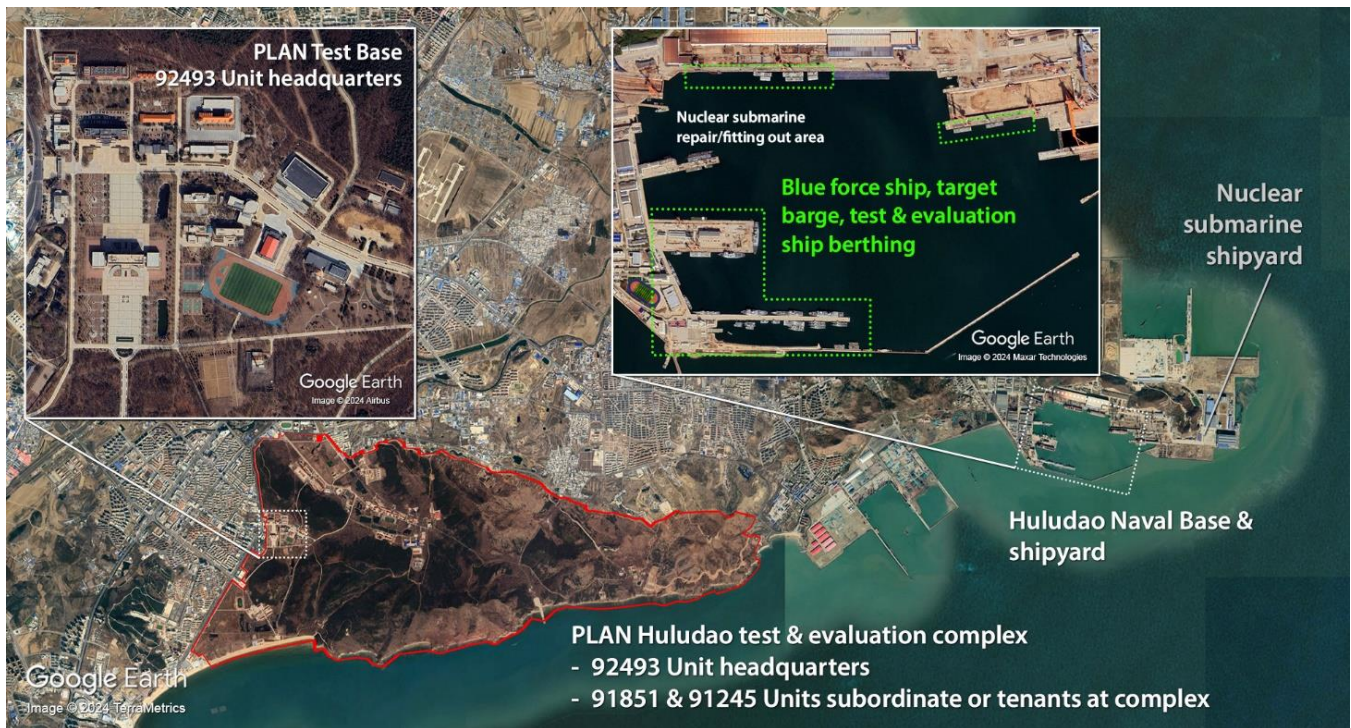 PLAN Test Base
92493 Unit headquarters
Google Earth
Image © 2024 Airbus
Nuclear submarine
repair/fitting out area
Blue force ship, target
barge, test & evaluation
ship berthing
Google Earth
Image © 2024 Maxar Technologies
Nuclear
submarine
shipyard
Huludao Naval Base &
shipyard
PLAN Huludao test & evaluation complex
- 92493 Unit headquarters
- 91851 & 91245 Units subordinate or tenants at complex
Google Earth
Image © 2024 TerraMetrics